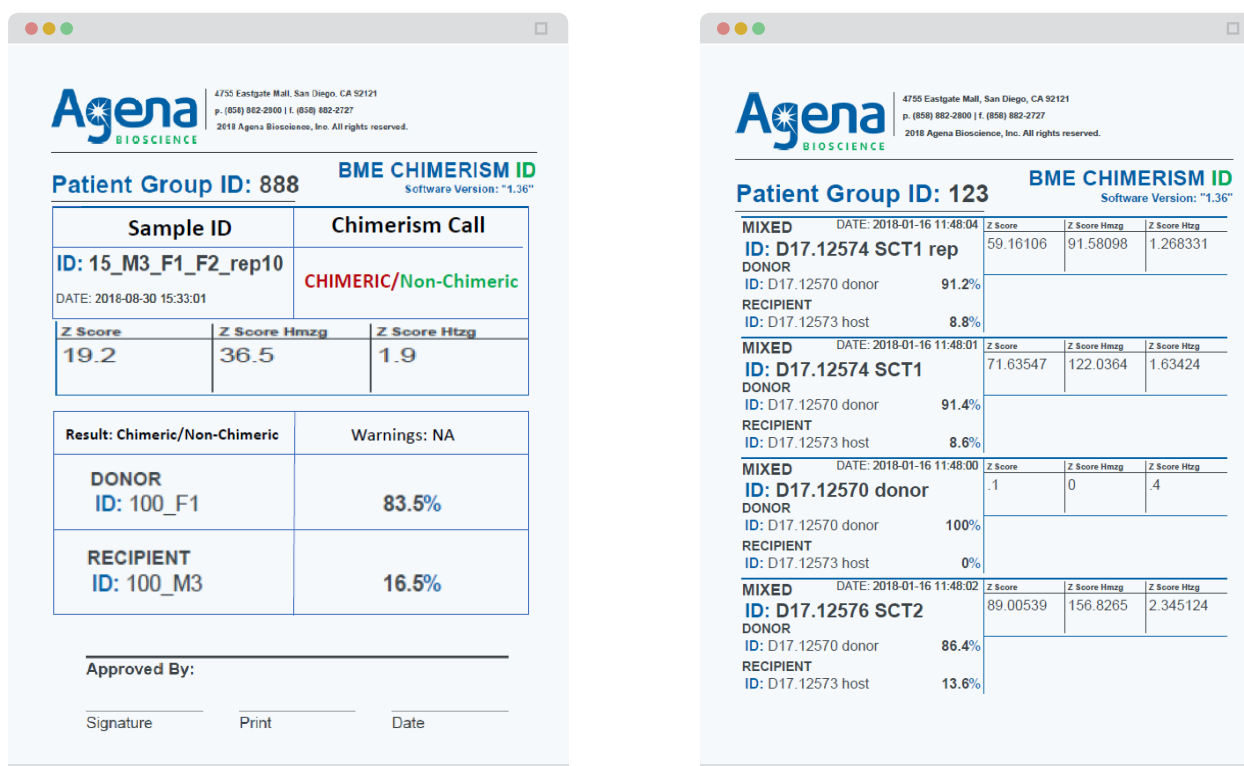 Agena
BIOSCIENCE
4755 Eastgate Mall, San Diego, CA 92121
p. (858) 882-2800 | f. (858) 882-2727
2018 Agena Bioscience, Inc. All rights reserved.
BME CHIMERISM ID
Patient Group ID: 888
Software Version: "1.36"
Sample ID
Chimerism Call
ID: 15_M3_F1_F2_rep10
DATE: 2018-08-30 15:33:01
CHIMERIC/Non-Chimeric
Z Score Z Score Hmzg Z Score Htzg
19.2 36.5 1.9
Result: Chimeric/Non-Chimeric Warnings: NA
DONOR
ID: 100_F1 83.5%
RECIPIENT
ID: 100_M3 16.5%
Approved By:
Signature Print Date
Agena
BIOSCIENCE
4755 Eastgate Mall, San Diego, CA 92121
p. (858) 882-2800 | f. (858) 882-2727
2018 Agena Bioscience, Inc. All rights reserved.
BME CHIMERISM ID
Patient Group ID: 123
Software Version: "1.36"
MIXED DATE: 2018-01-16 11:48:04 Z Score Z Score Hmzg Z Score Htzg
ID: D17.12574 SCT1 rep 59.16106 91.58098 1.268331
DONOR
ID: D17.12570 donor 91.2%
RECIPIENT
ID: D17.12573 host 8.8%
MIXED DATE: 2018-01-16 11:48:01 Z Score Z Score Hmzg Z Score Htzg
ID: D17.12574 SCT1 71.63547 122.0364 1.63424
DONOR
ID: D17.12570 donor 91.4%
RECIPIENT
ID: D17.12573 host 8.6%
MIXED DATE: 2018-01-16 11:48:00 Z Score Z Score Hmzg Z Score Htzg
ID: D17.12570 donor .1 0 .4
DONOR
ID: D17.12570 donor 100%
RECIPIENT
ID: D17.12573 host 0%
MIXED DATE: 2018-01-16 11:48:02 Z Score Z Score Hmzg Z Score Htzg
ID: D17.12576 SCT2 89.00539 156.8265 2.345124
DONOR
ID: D17.12570 donor 86.4%
RECIPIENT
ID: D17.12573 host 13.6%